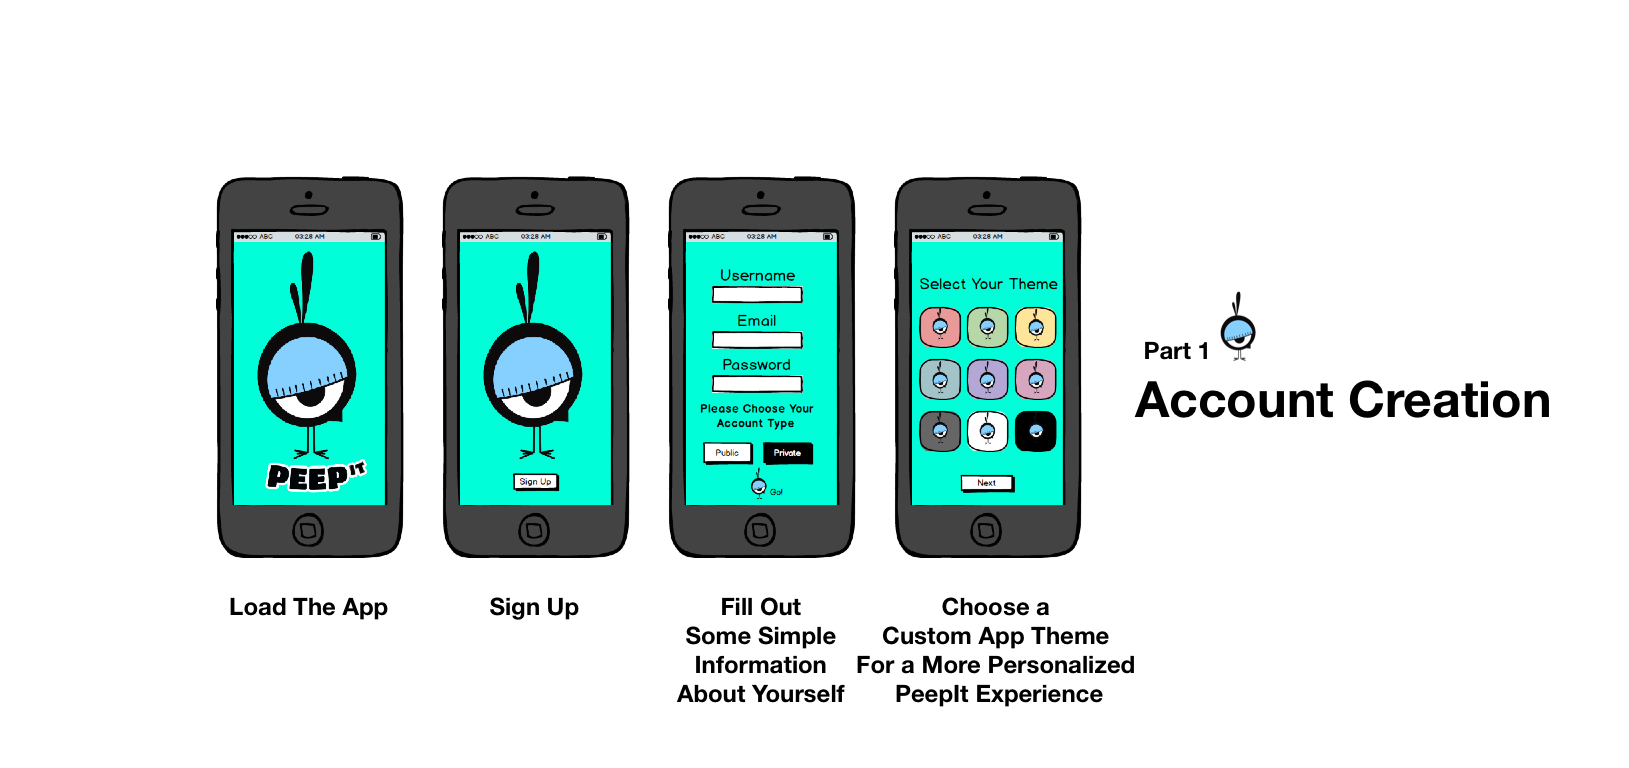 ●●●○○ ABC 03:28 AM
PEEP IT
Load The App
●●●○○ ABC 03:28 AM
Sign Up
Sign Up
●●●○○ ABC 03:28 AM
Username
Email
Password
Please Choose Your
Account Type
Public Private
Go!
Fill Out
Some Simple
Information
About Yourself
●●●○○ ABC 03:28 AM
Select Your Theme
Next
Choose a
Custom App Theme
For a More Personalized
PeepIt Experience
Part 1
Account Creation